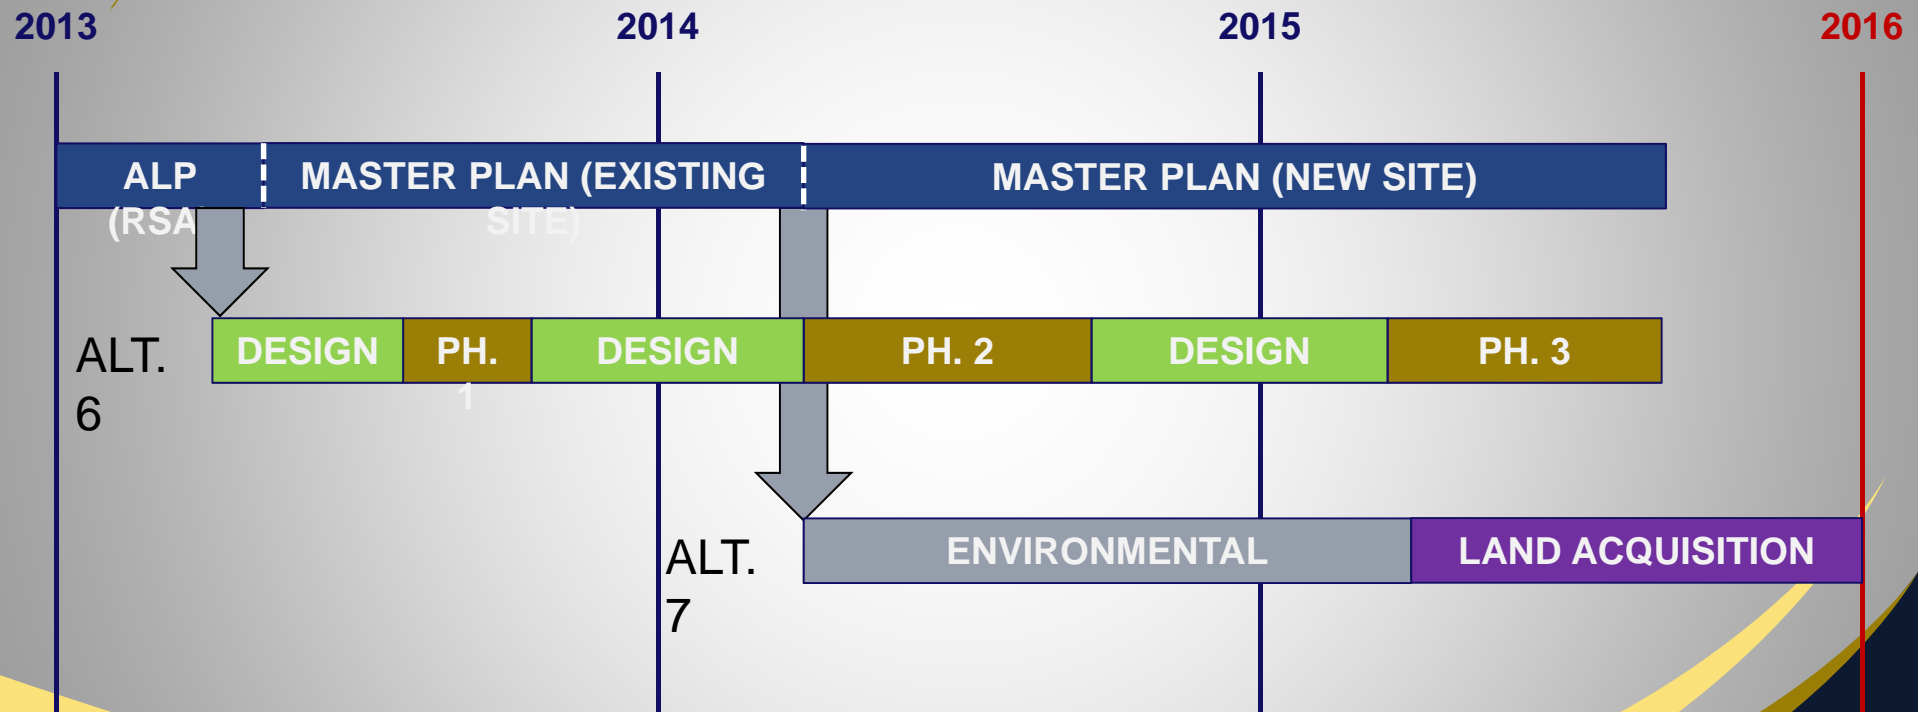 2013
2014
2015
2016
ALP
(RSA
MASTER PLAN (EXISTING
SITE)
MASTER PLAN (NEW SITE)
ALT.
6
DESIGN
PH.
1
DESIGN
PH. 2
DESIGN
PH. 3
ALT.
7
ENVIRONMENTAL
LAND ACQUISITION